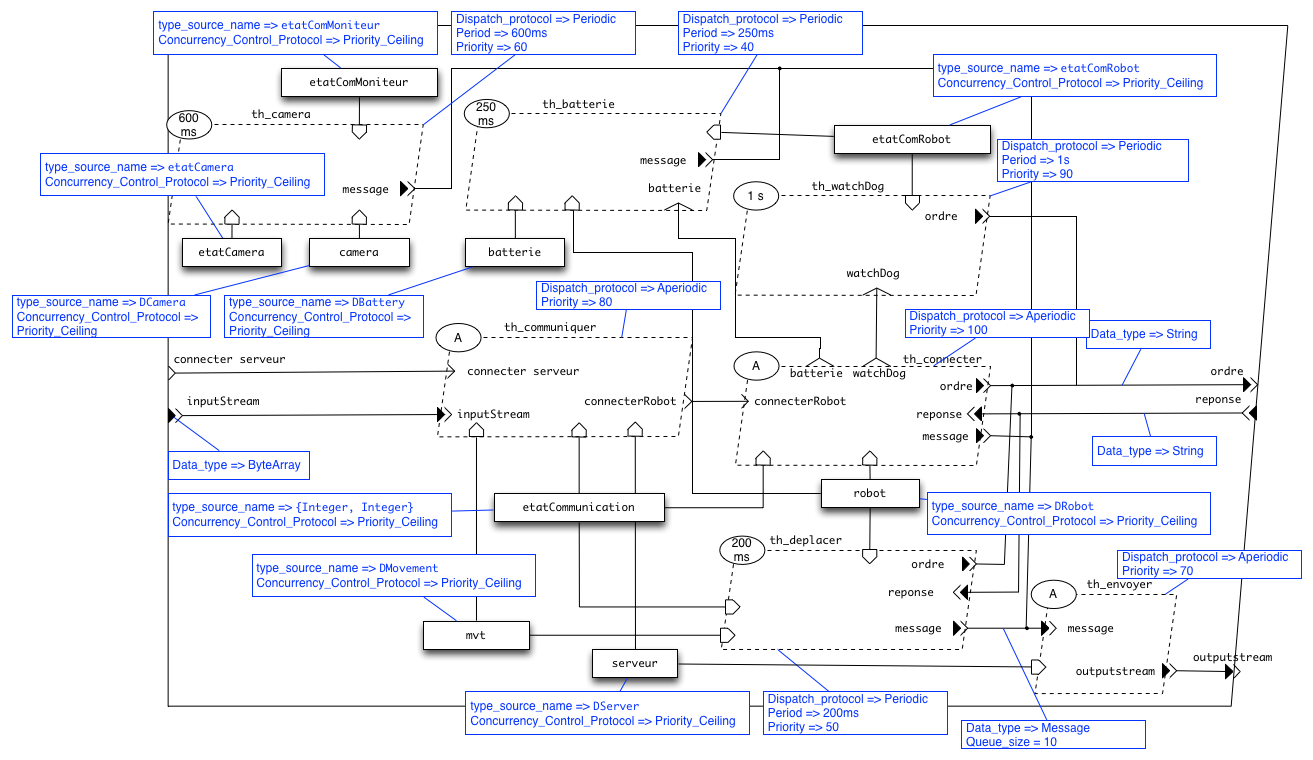 type_source_name => etatComMoniteur
Concurrency_Control_Protocol => Priority_Ceiling
Dispatch_protocol => Periodic
Period => 600ms
Priority => 60
Dispatch_protocol => Periodic
Period => 250ms
Priority => 40
type_source_name => etatComRobot
Concurrency_Control_Protocol => Priority_Ceiling
etatComMoniteur
600
ms
th_camera
250
ms
th_batterie
etatComRobot
message
batterie
Dispatch_protocol => Periodic
Period => 1s
Priority => 90
type_source_name => etatCamera
Concurrency_Control_Protocol => Priority_Ceiling
message
1 s
th_watchDog
ordre
etatCamera
camera
batterie
watchDog
type_source_name => DCamera
Concurrency_Control_Protocol =>
Priority_Ceiling
type_source_name => DBattery
Concurrency_Control_Protocol =>
Priority_Ceiling
Dispatch_protocol => Aperiodic
Priority => 80
Dispatch_protocol => Aperiodic
Priority => 100
Data_type => String
A
th_communiquer
connecter serveur
connecter serveur
A
batterie
watchDog
th_connecter
ordre
ordre
inputStream
inputStream
connecterRobot
connecterRobot
reponse
reponse
message
Data_type => ByteArray
Data_type => String
type_source_name => {Integer, Integer}
Concurrency_Control_Protocol => Priority_Ceiling
etatCommunication
robot
type_source_name => DRobot
Concurrency_Control_Protocol => Priority_Ceiling
type_source_name => DMovement
Concurrency_Control_Protocol => Priority_Ceiling
200
ms
th_deplacer
ordre
reponse
message
Dispatch_protocol => Aperiodic
Priority => 70
A
th_envoyer
message
outputstream
outputstream
mvt
serveur
type_source_name => DServer
Concurrency_Control_Protocol => Priority_Ceiling
Dispatch_protocol => Periodic
Period => 200ms
Priority => 50
Data_type => Message
Queue_size = 10